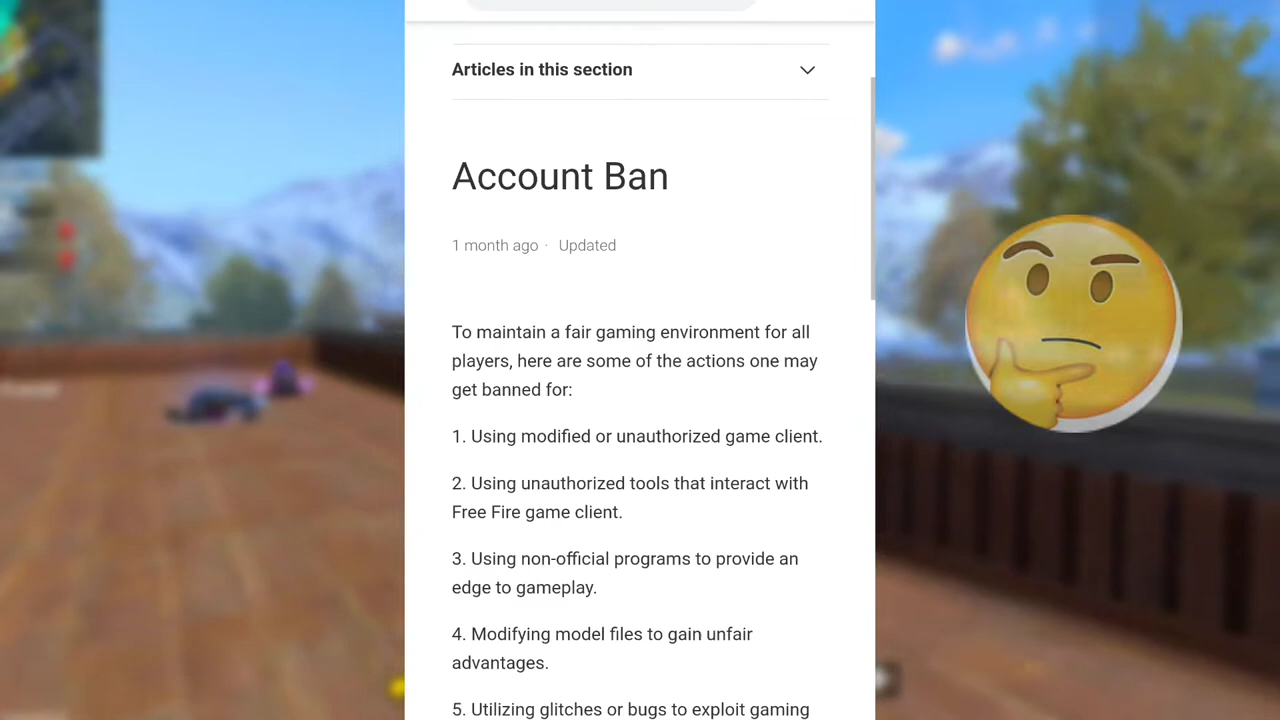 Articles in this section
Account Ban
1 month ago · Updated
To maintain a fair gaming environment for all
players, here are some of the actions one may
get banned for:
1. Using modified or unauthorized game client.
2. Using unauthorized tools that interact with
Free Fire game client.
3. Using non-official programs to provide an
edge to gameplay.
4. Modifying model files to gain unfair
advantages.
5. Utilizing glitches or bugs to exploit gaming